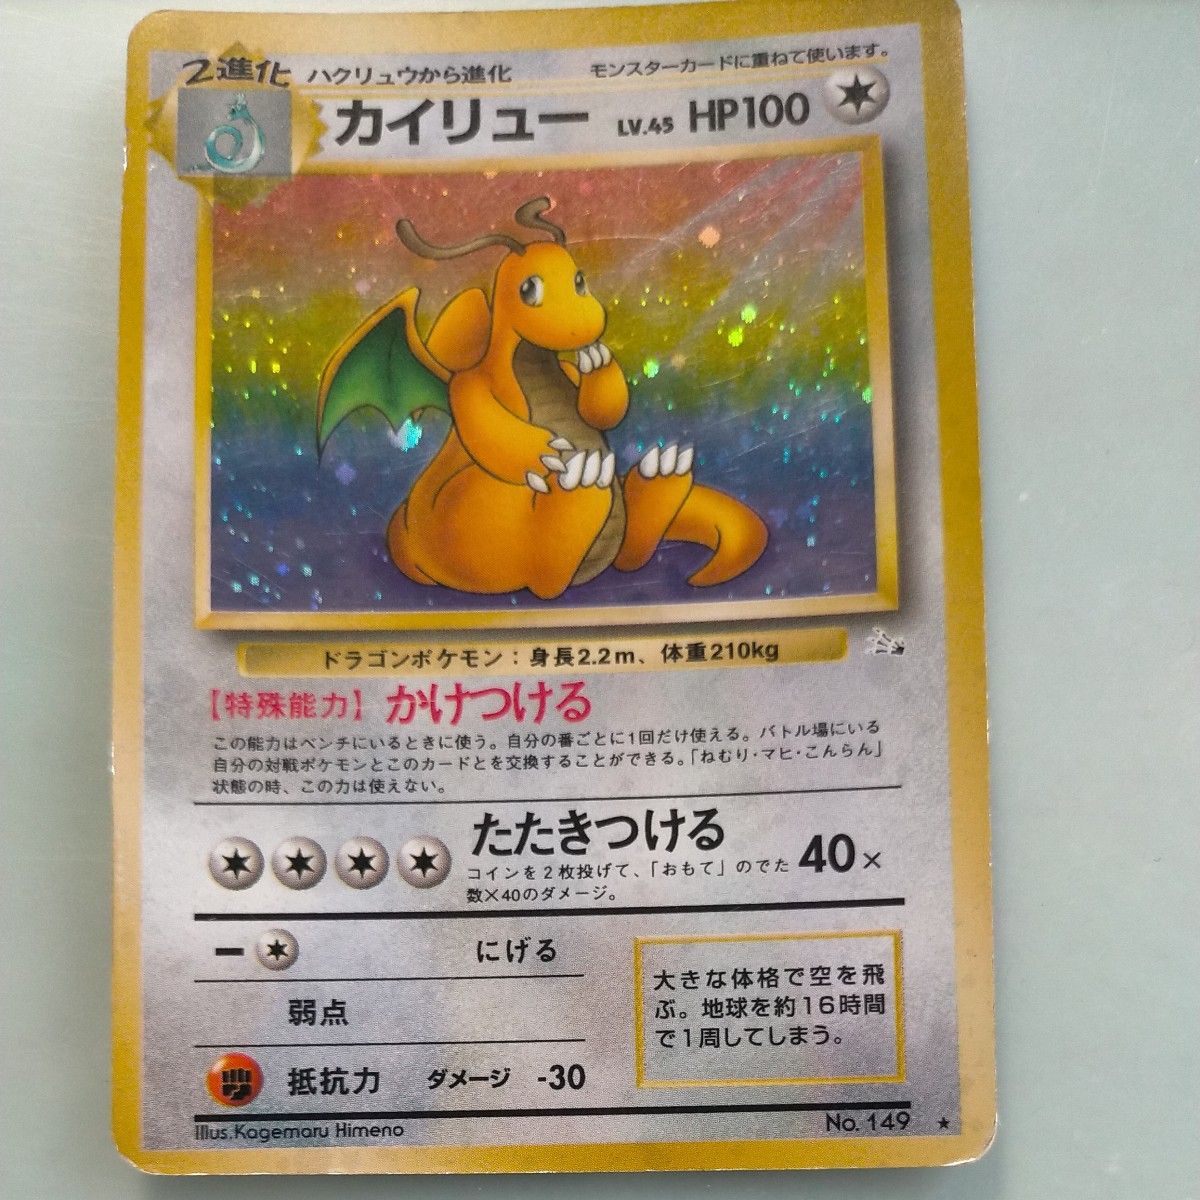 2進化 ハクリュウから進化
モンスターカードに重ねて使います。
カイリュー LV.45 HP100
ドラゴンポケモン:身長2.2m、体重210kg
【特殊能力】かけつける
この能力はベンチにいるときに使う。自分の番ごとに1回だけ使える。バトル場にいる
自分の対戦ポケモンとこのカードとを交換することができる。「ねむり・マヒ・こんらん」
状態の時、この力は使えない。
たたきつける
コインを2枚投げて、「おもて」のでた
数×40のダメージ。
40×
ー にげる
弱点
抵抗力 ダメージ -30
大きな体格で空を飛
ぶ。地球を約16時間
で1周してしまう。
Illus.Kagemaru Himeno
No. 149 ★